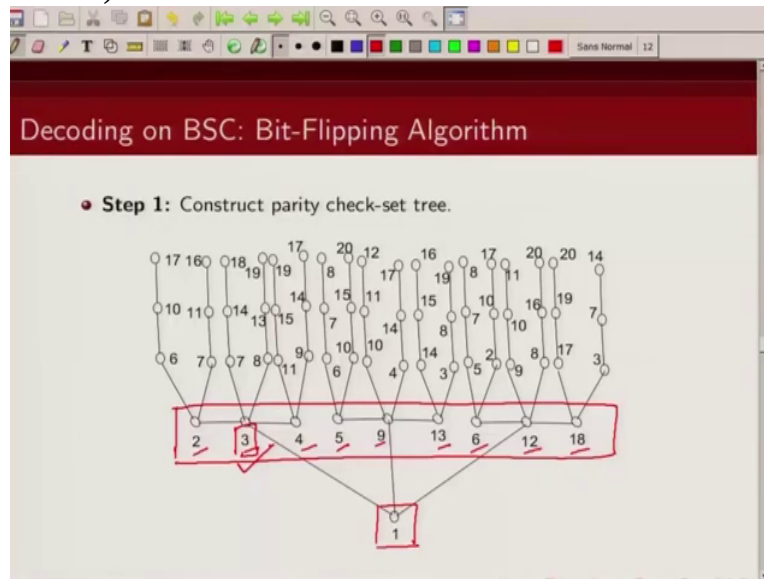 Sans Normal 12
Decoding on BSC: Bit-Flipping Algorithm
Step 1: Construct parity check-set tree.
17 16 18 19 19 17 8 20 12 17 16 19 8 17 11 20 20 14
10 11 14 13 15 14 7 15 11 14 15 8 7 10 10 16 19 7
6 7 7 8 11 9 6 10 10 4 14 3 5 2 9 8 17 3
2 3 4 5 9 13 6 12 18
1